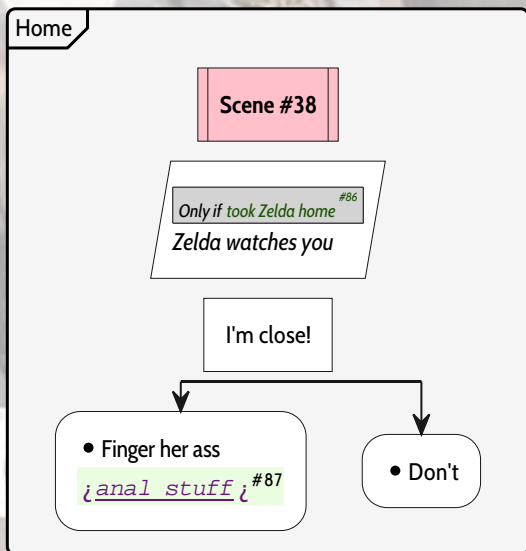 Home
Scene #38
Only if took Zelda home #86
Zelda watches you
I'm close!
• Finger her ass
¿anal stuff¿ #87
• Don't